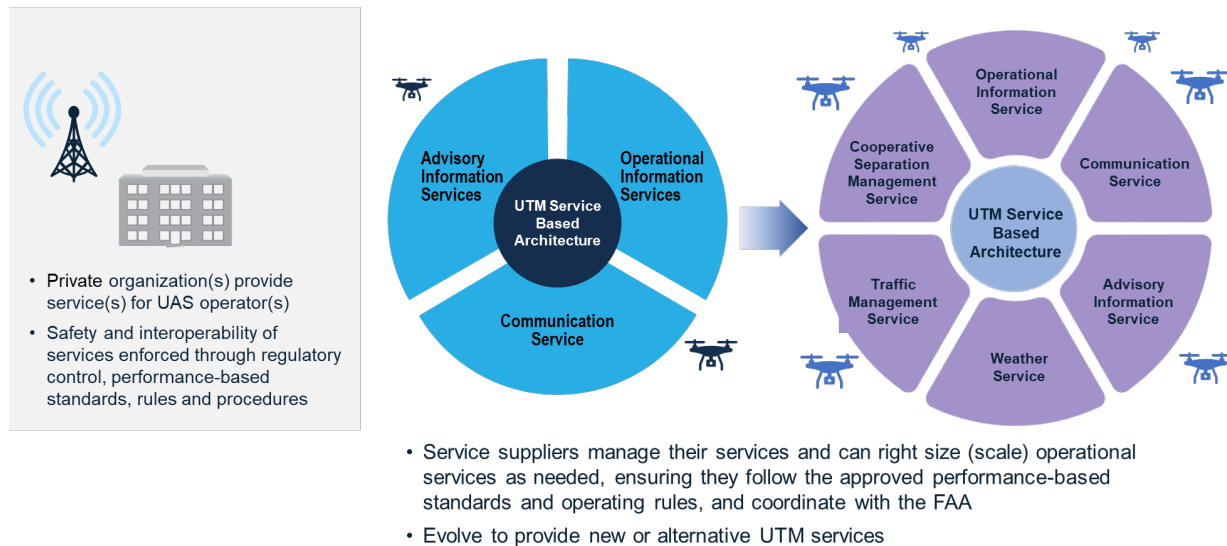 • Private organization(s) provide
service(s) for UAS operator(s)
• Safety and interoperability of
services enforced through regulatory
control, performance-based
standards, rules and procedures
Advisory
Information
Services
Operational
Information
Services
UTM Service
Based
Architecture
Communication
Service
Operational
Information
Service
Cooperative
Separation
Management
Service
Communication
Service
UTM Service
Based
Architecture
Traffic
Management
Service
Advisory
Information
Service
Weather
Service
• Service suppliers manage their services and can right size (scale) operational
services as needed, ensuring they follow the approved performance-based
standards and operating rules, and coordinate with the FAA
• Evolve to provide new or alternative UTM services